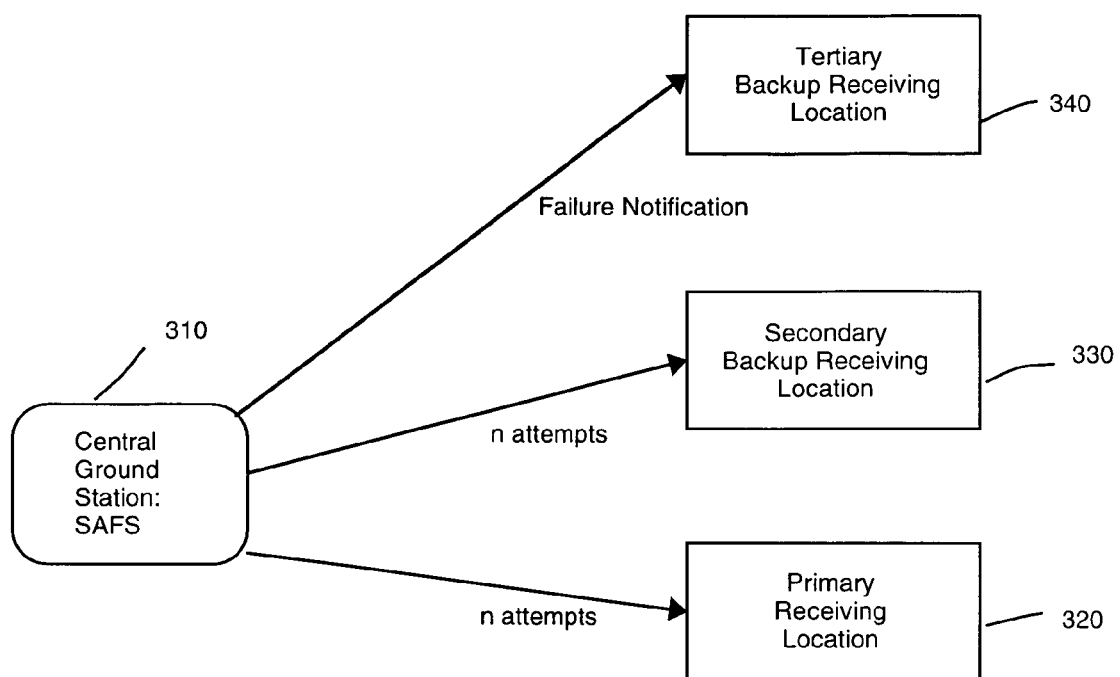 Tertiary
Backup Receiving
Location
340
Failure Notification
310
Secondary
Backup Receiving
Location
330
Central
Ground
Station:
SAFS
n attempts
Primary
Receiving
Location
320
n attempts